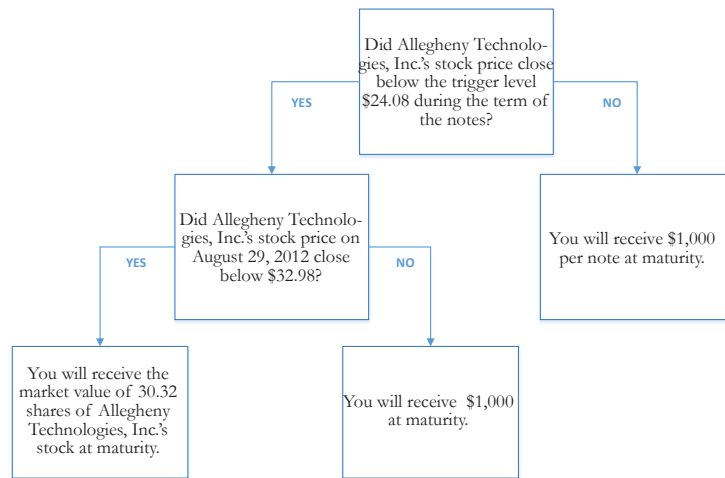 Did Allegheny Technolo-
gies, Inc.'s stock price close
below the trigger level
$24.08 during the term of
the notes?
YES
NO
Did Allegheny Technolo-
gies, Inc.'s stock price on
August 29, 2012 close
below $32.98?
You will receive $1,000
per note at maturity.
YES
NO
You will receive the
market value of 30.32
shares of Allegheny
Technologies, Inc.'s
stock at maturity.
You will receive $1,000
at maturity.